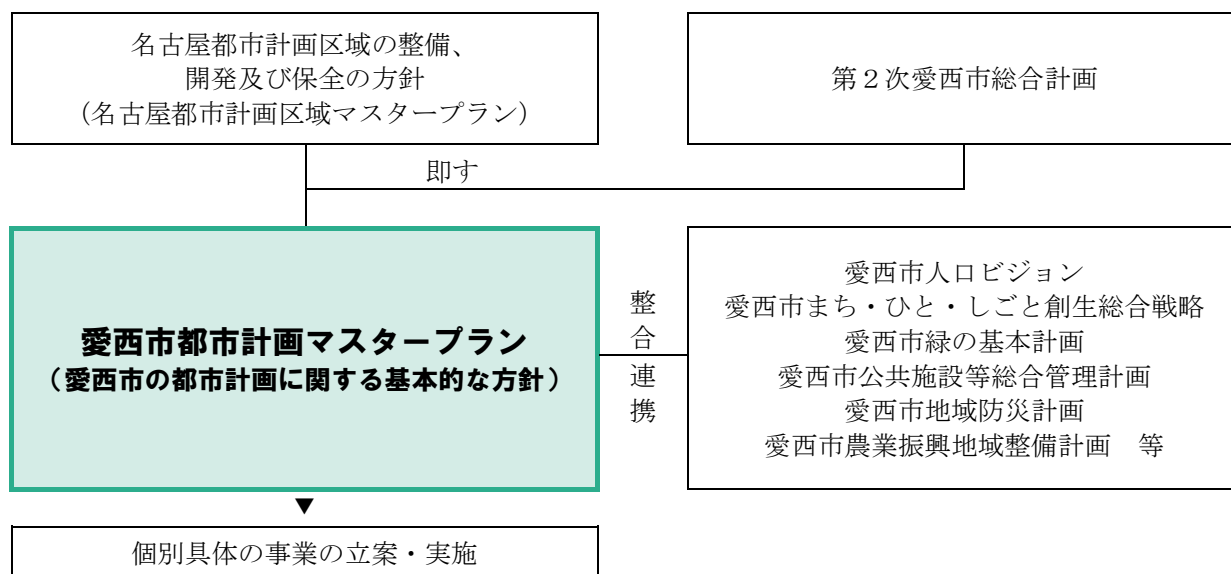 名古屋都市計画区域の整備、
開発及び保全の方針
（名古屋都市計画区域マスタープラン）
第２次愛西市総合計画
即す
愛西市都市計画マスタープラン
（愛西市の都市計画に関する基本的な方針）
整合連携
愛西市人口ビジョン
愛西市まち・ひと・しごと創生総合戦略
愛西市緑の基本計画
愛西市公共施設等総合管理計画
愛西市地域防災計画
愛西市農業振興地域整備計画　等
個別具体の事業の立案・実施